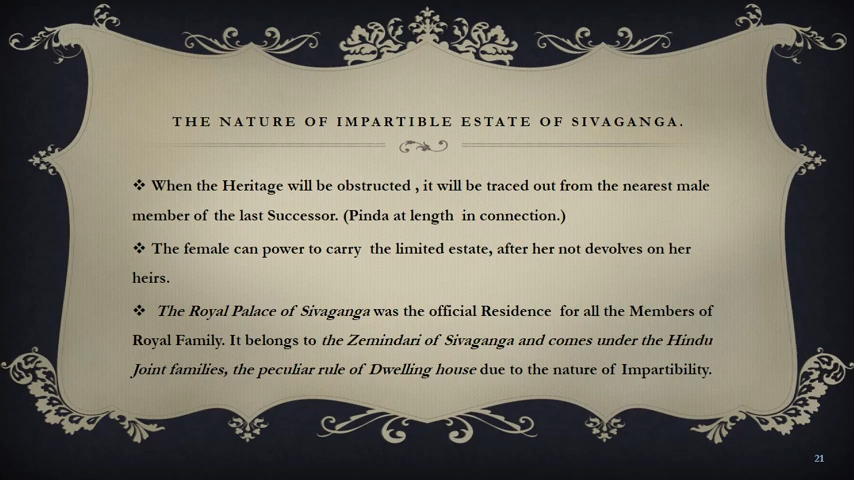 THE NATURE OF IMPARTIBLE ESTATE OF SIVAGANGA.
❖ When the Heritage will be obstructed , it will be traced out from the nearest male
member of the last Successor. (Pinda at length in connection.)
❖ The female can power to carry the limited estate, after her not devolves on her
heirs.
❖ The Royal Palace of Sivaganga was the official Residence for all the Members of
Royal Family. It belongs to the Zemindari of Sivaganga and comes under the Hindu
Joint families, the peculiar rule of Dwelling house due to the nature of Impartibility.
21